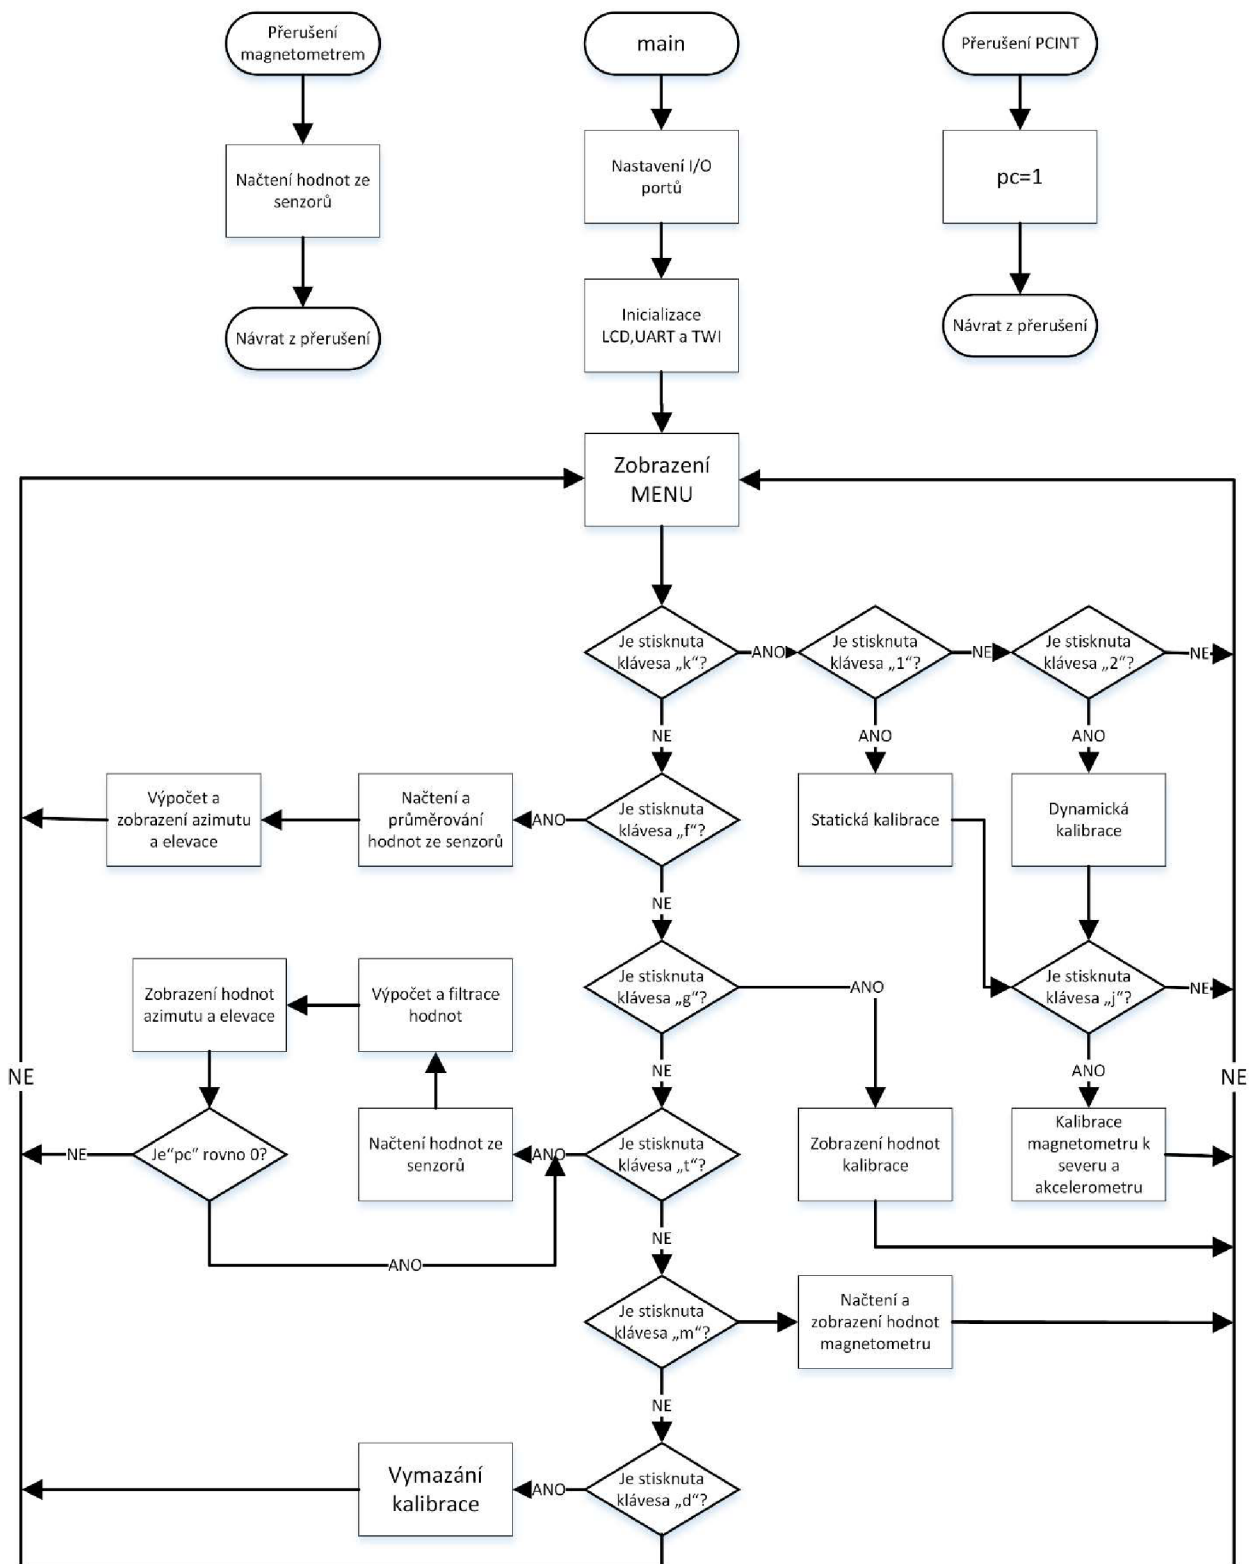 Přerušení
magnetometrem
main
Přerušení PCINT
Načtení hodnot ze
senzorů
Nastavení I/O
portů
pc=1
Návrat z přerušení
Inicializace
LCD,UART a TWI
Návrat z přerušení
Zobrazení
MENU
Je stisknuta
klávesa „k“?
ANO
Je stisknuta
klávesa „1“?
NE
Je stisknuta
klávesa „2“?
NE
NE
ANO
ANO
Výpočet a
zobrazení azimutu
a elevace
Načtení a
průměrování
hodnot ze senzorů
ANO
Je stisknuta
klávesa „f“?
Statická kalibrace
Dynamická
kalibrace
NE
Zobrazení hodnot
azimutu a elevace
Výpočet a filtrace
hodnot
Je stisknuta
klávesa „g“?
ANO
Je stisknuta
klávesa „j“?
NE
NE
NE
ANO
NE
Je“pc“ rovno 0?
NE
Načtení hodnot ze
senzorů
ANO
Je stisknuta
klávesa „t“?
Zobrazení hodnot
kalibrace
Kalibrace
magnetometru k
severu a
akcelerometru
NE
ANO
Je stisknuta
klávesa „m“?
Načtení a
zobrazení hodnot
magnetometru
NE
Vymazání
kalibrace
ANO
Je stisknuta
klávesa „d“?